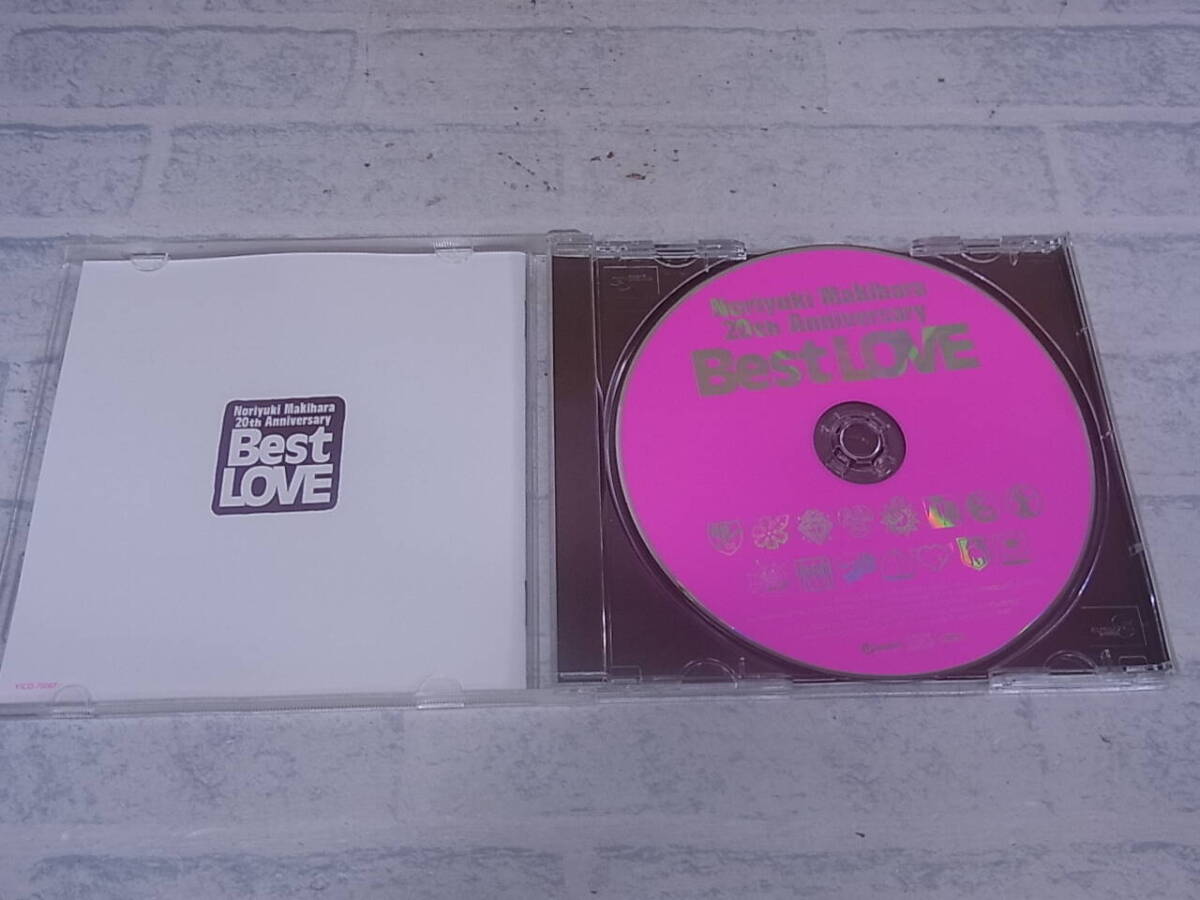 Noriyuki Makihara
20th Anniversary
Best
LOVE
Noriyuki Makihara
20th Anniversary
Best LOVE